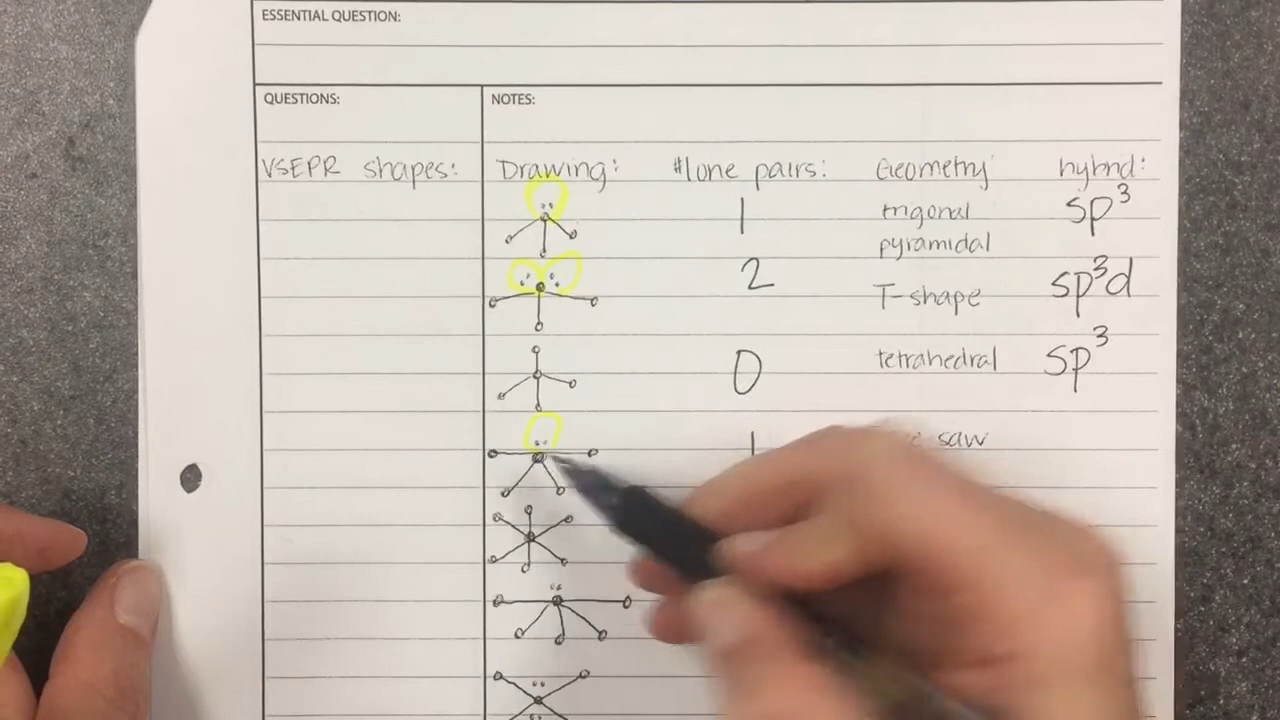 ESSENTIAL QUESTION:
QUESTIONS:
NOTES:
VSEPR shapes: Drawing: #lone pairs: Geometry hybrid:
1 trigonal pyramidal sp³
2 T-shape sp³d
0 tetrahedral sp³
1 saw